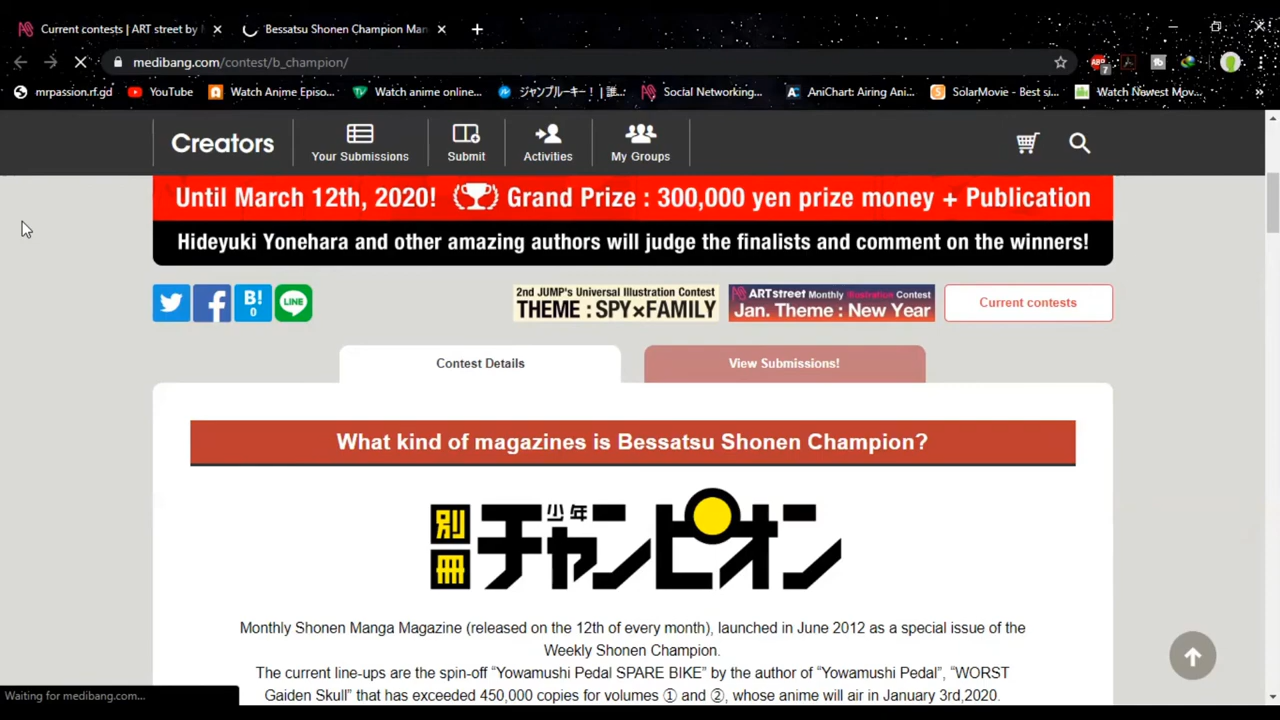 Current contests | ART street by
Bessatsu Shonen Champion Man
medibang.com/contest/b_champion/
7
mrpassion.rf.gd
YouTube
Watch Anime Episo...
Watch anime online...
ジャンプルーキー！｜誰...
Social Networking...
AniChart: Airing Ani...
SolarMovie - Best si...
Watch Newest Mov...
»
Creators
Your Submissions
Submit
Activities
My Groups
Until March 12th, 2020! Grand Prize : 300,000 yen prize money + Publication
Hideyuki Yonehara and other amazing authors will judge the finalists and comment on the winners!
B!
0
LINE
2nd JUMP's Universal Illustration Contest
THEME : SPY×FAMILY
ARTstreet Monthly Illustration Contest
Jan. Theme : New Year
Current contests
Contest Details
View Submissions!
What kind of magazines is Bessatsu Shonen Champion?
別冊 少年チャンピオン
Monthly Shonen Manga Magazine (released on the 12th of every month), launched in June 2012 as a special issue of the
Weekly Shonen Champion.
The current line-ups are the spin-off “Yowamushi Pedal SPARE BIKE” by the author of “Yowamushi Pedal”, “WORST
Gaiden Skull” that has exceeded 450,000 copies for volumes ① and ②, whose anime will air in January 3rd,2020.
Waiting for medibang.com...